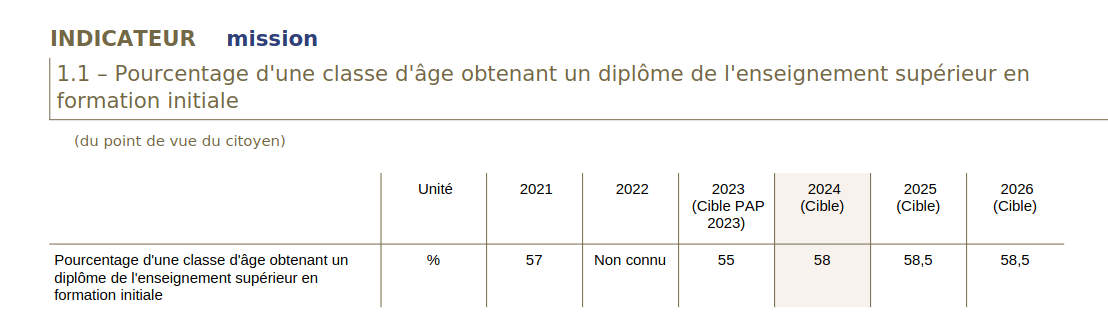 INDICATEUR mission
1.1 – Pourcentage d'une classe d'âge obtenant un diplôme de l'enseignement supérieur en
formation initiale
(du point de vue du citoyen)
Unité 2021 2022 2023 2024 2025 2026
(Cible PAP (Cible) (Cible) (Cible)
2023)
Pourcentage d'une classe d'âge obtenant un % 57 Non connu 55 58 58,5 58,5
diplôme de l'enseignement supérieur en
formation initiale